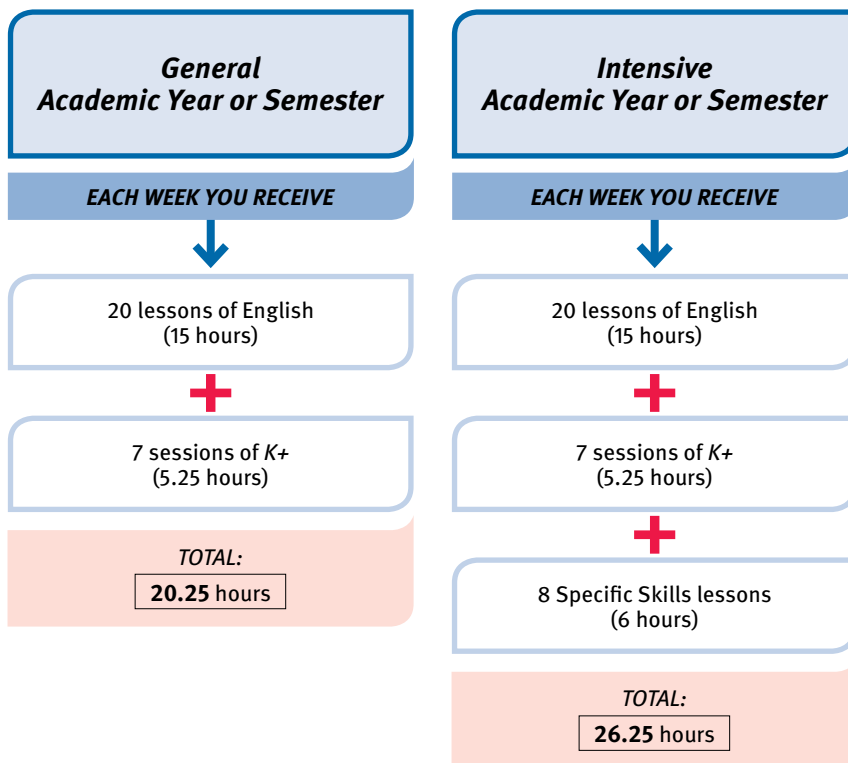 General
Academic Year or Semester
EACH WEEK YOU RECEIVE
20 lessons of English
(15 hours)
+
7 sessions of K+
(5.25 hours)
TOTAL:
20.25 hours
Intensive
Academic Year or Semester
EACH WEEK YOU RECEIVE
20 lessons of English
(15 hours)
+
7 sessions of K+
(5.25 hours)
+
8 Specific Skills lessons
(6 hours)
TOTAL:
26.25 hours